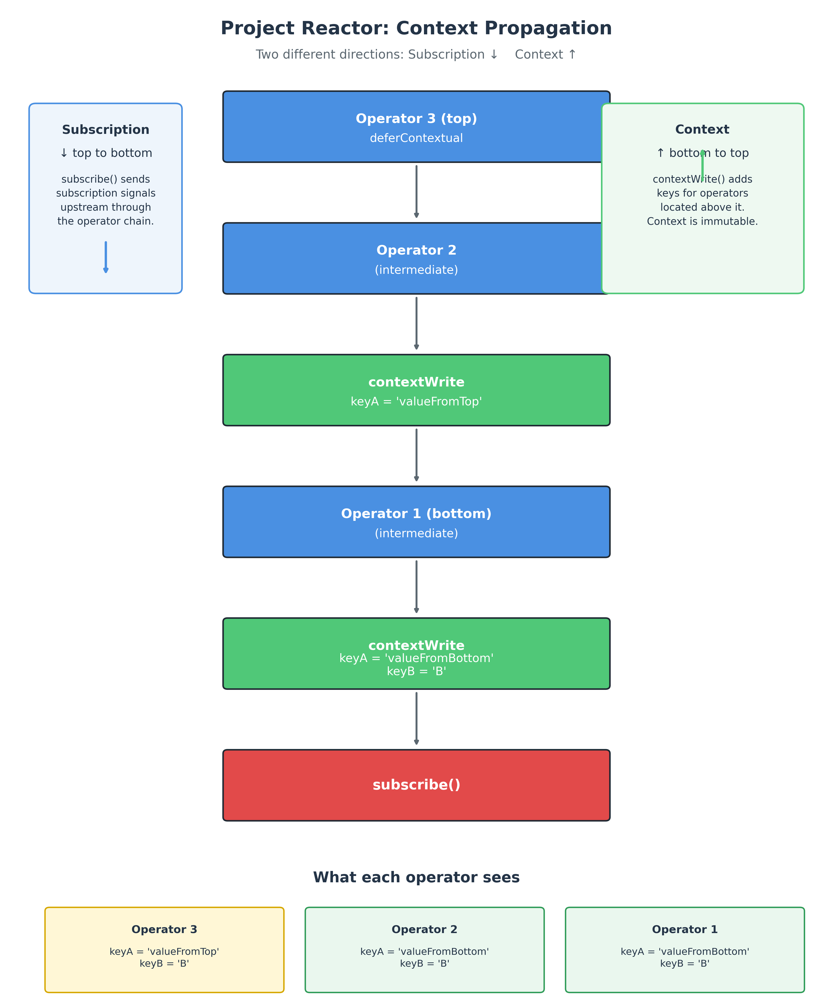 Project Reactor: Context Propagation
Two different directions: Subscription ↓ Context ↑
Subscription
↓ top to bottom
subscribe() sends
subscription signals
upstream through
the operator chain.
Operator 3 (top)
deferContextual
Context
↑ bottom to top
contextWrite() adds
keys for operators
located above it.
Context is immutable.
Operator 2
(intermediate)
contextWrite
keyA = 'valueFromTop'
Operator 1 (bottom)
(intermediate)
contextWrite
keyA = 'valueFromBottom'
keyB = 'B'
subscribe()
What each operator sees
Operator 3
keyA = 'valueFromTop'
keyB = 'B'
Operator 2
keyA = 'valueFromBottom'
keyB = 'B'
Operator 1
keyA = 'valueFromBottom'
keyB = 'B'